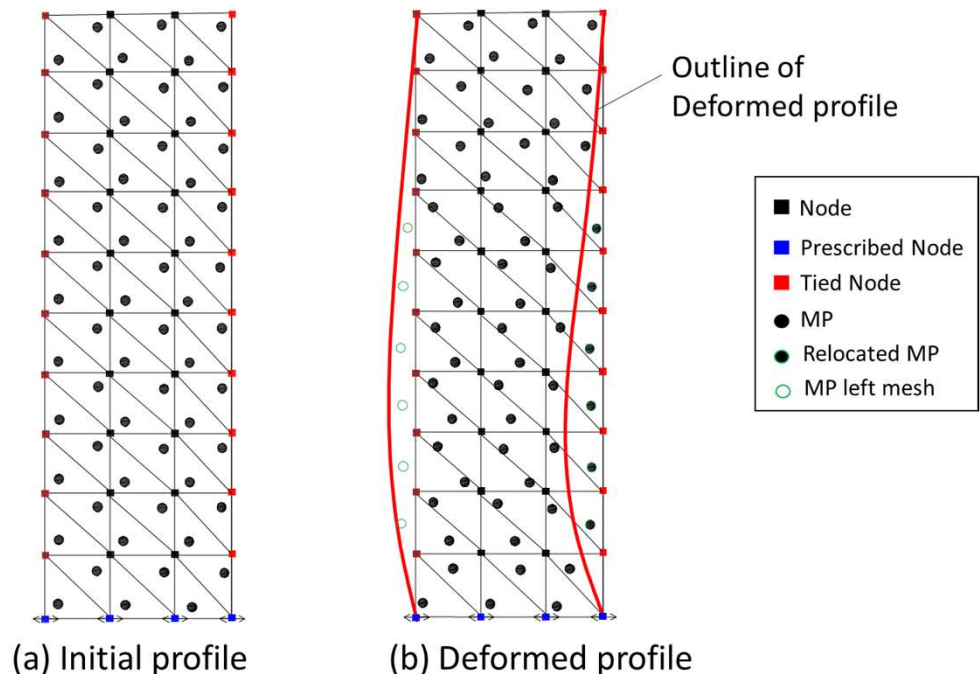 Outline of
Deformed profile
Node
Prescribed Node
Tied Node
MP
Relocated MP
MP left mesh
(a) Initial profile
(b) Deformed profile